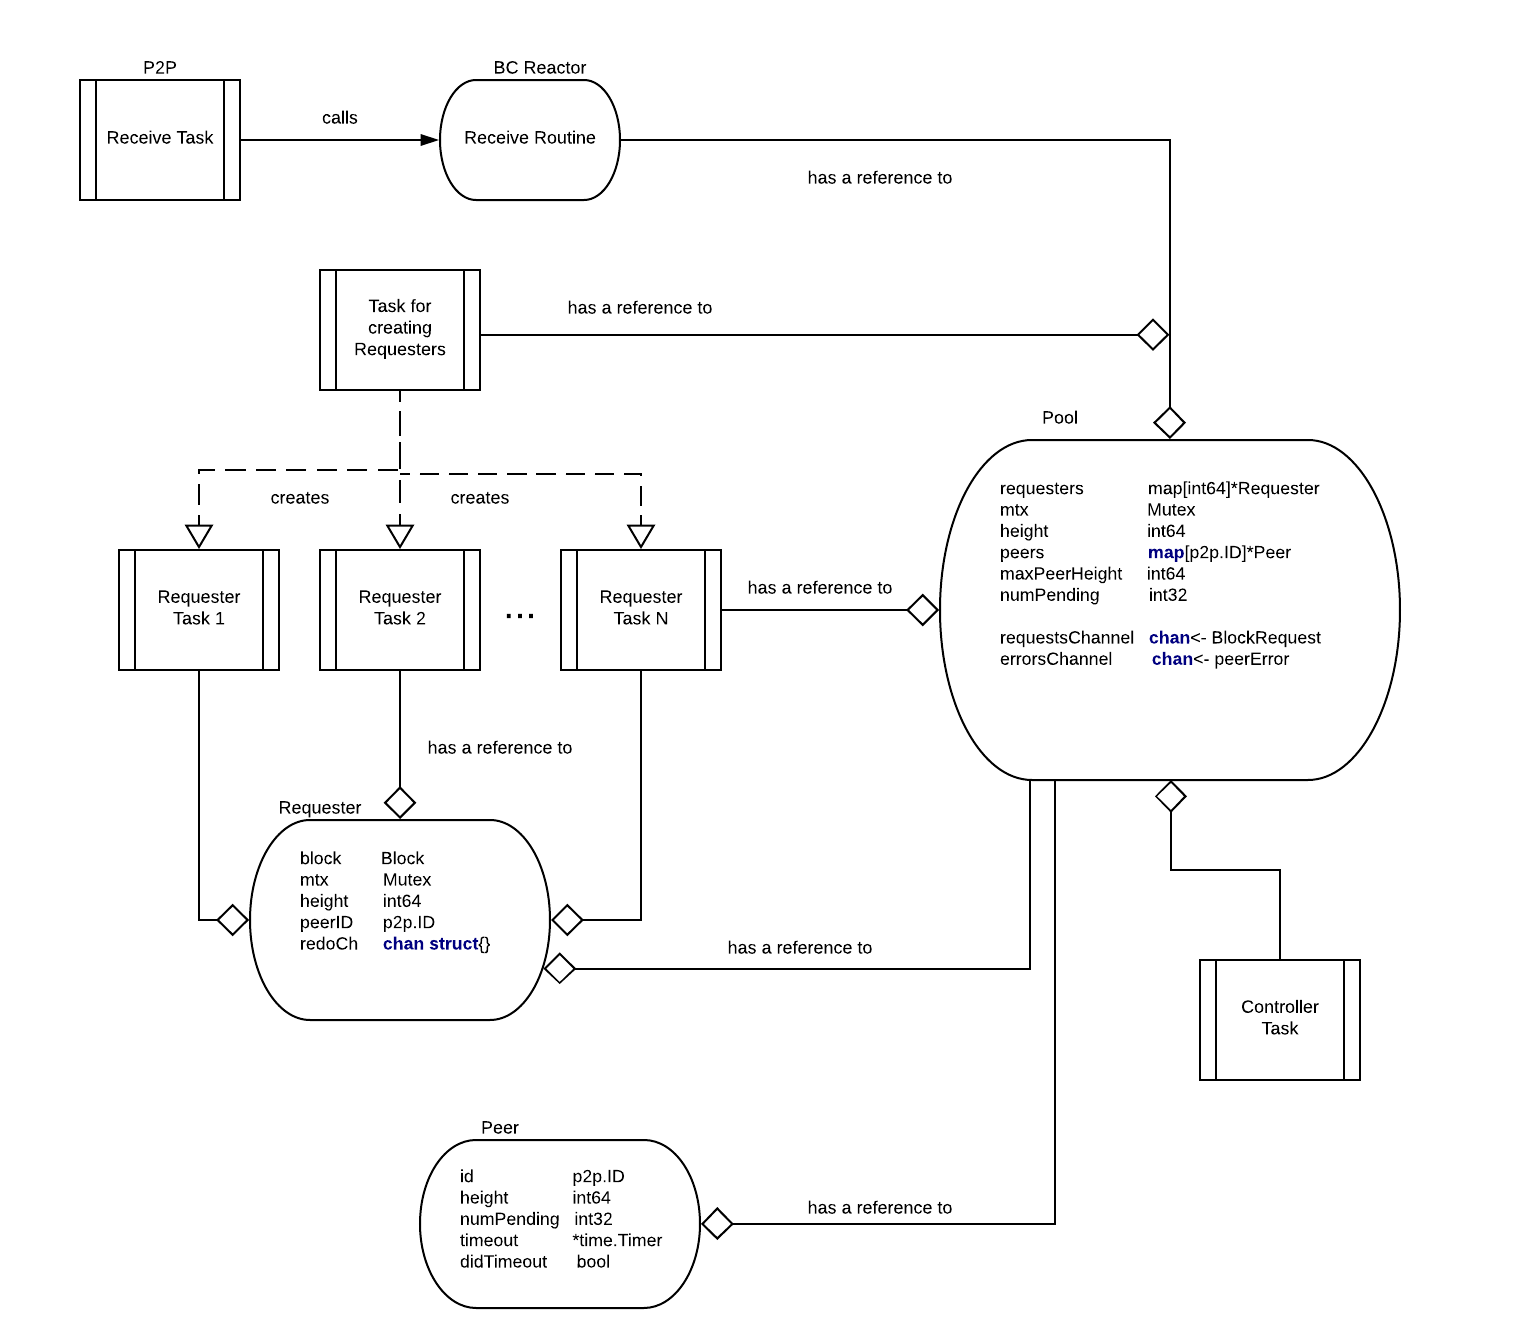 P2P
BC Reactor
Receive Task
calls
Receive Routine
has a reference to
Task for
creating
Requesters
has a reference to
Pool
creates
creates
requesters map[int64]*Requester
mtx Mutex
height int64
peers map[p2p.ID]*Peer
maxPeerHeight int64
numPending int32
requestsChannel chan<- BlockRequest
errorsChannel chan<- peerError
Requester
Task 1
Requester
Task 2
...
Requester
Task N
has a reference to
has a reference to
Requester
block Block
mtx Mutex
height int64
peerID p2p.ID
redoCh chan struct{}
has a reference to
Controller
Task
Peer
id p2p.ID
height int64
numPending int32
timeout *time.Timer
didTimeout bool
has a reference to